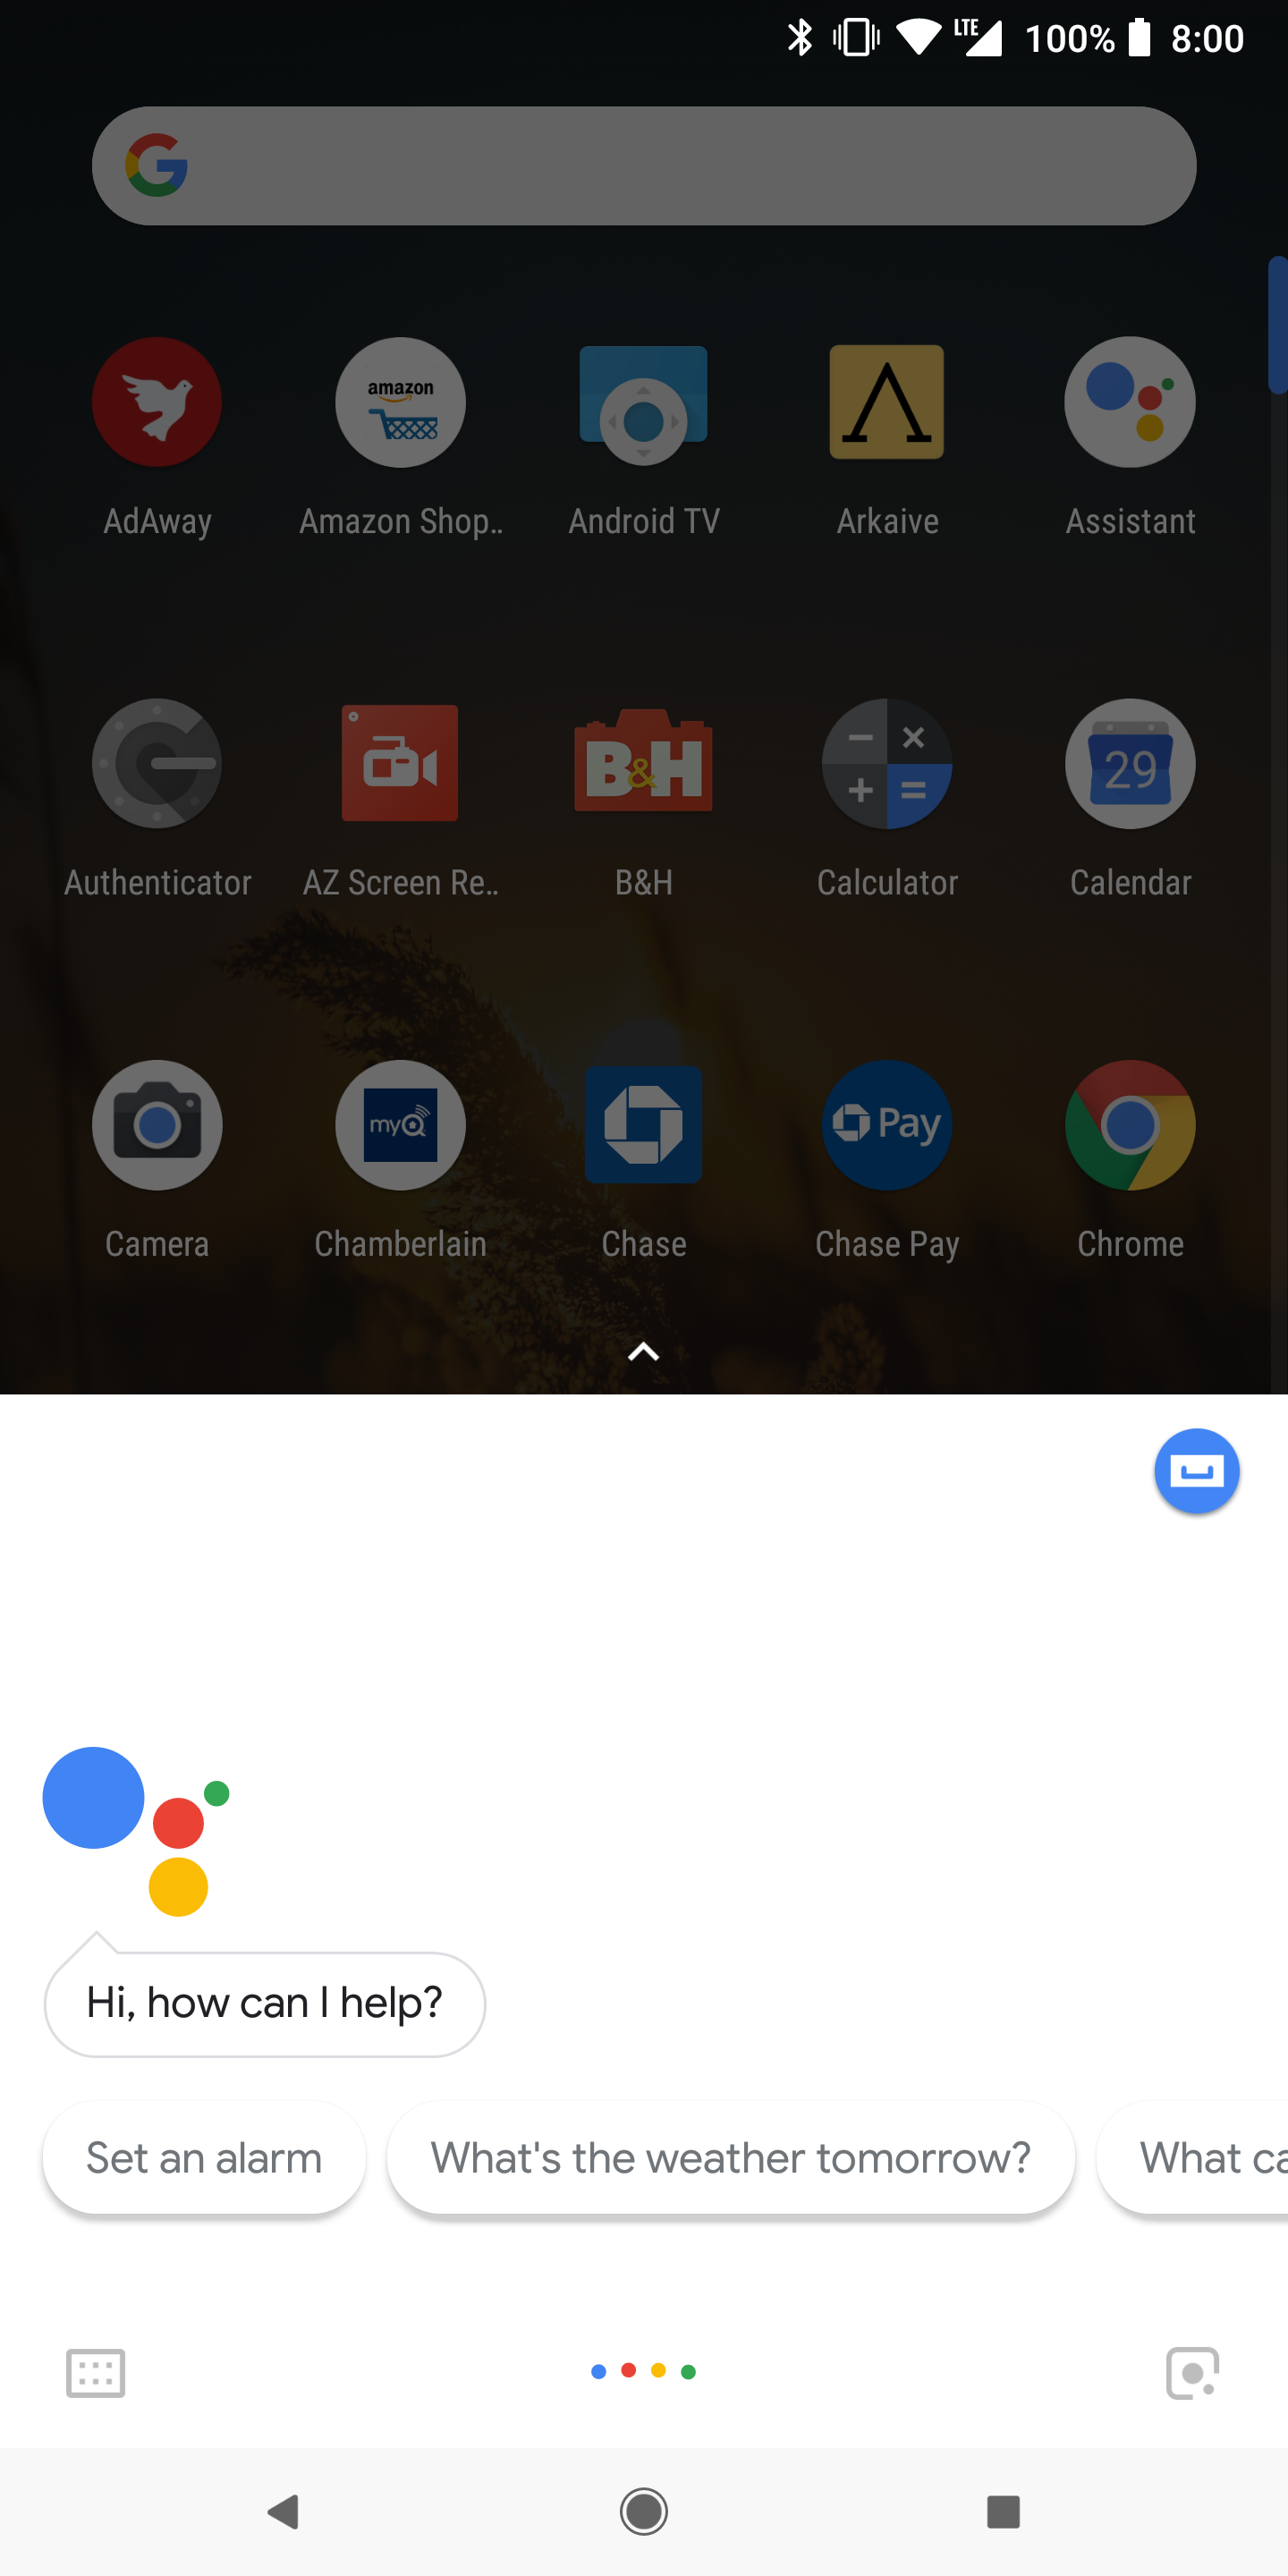 LTE 100% 8:00
G
AdAway
amazon
Amazon Shop..
Android TV
Arkaive
Assistant
Authenticator
AZ Screen Re..
B&H
B&H
− × + =
Calculator
29
Calendar
Camera
myQ
Chamberlain
Chase
Pay
Chase Pay
Chrome
Hi, how can I help?
Set an alarm
What's the weather tomorrow?
What ca